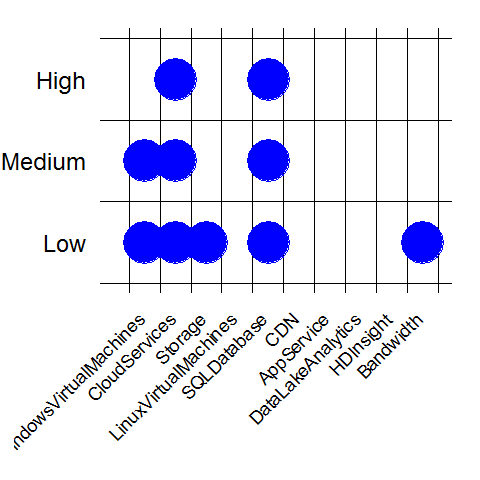 High
Medium
Low
ndowsVirtualMachines
CloudServices
Storage
LinuxVirtualMachines
SQLDatabase
CDN
AppService
DataLakeAnalytics
HDInsight
Bandwidth